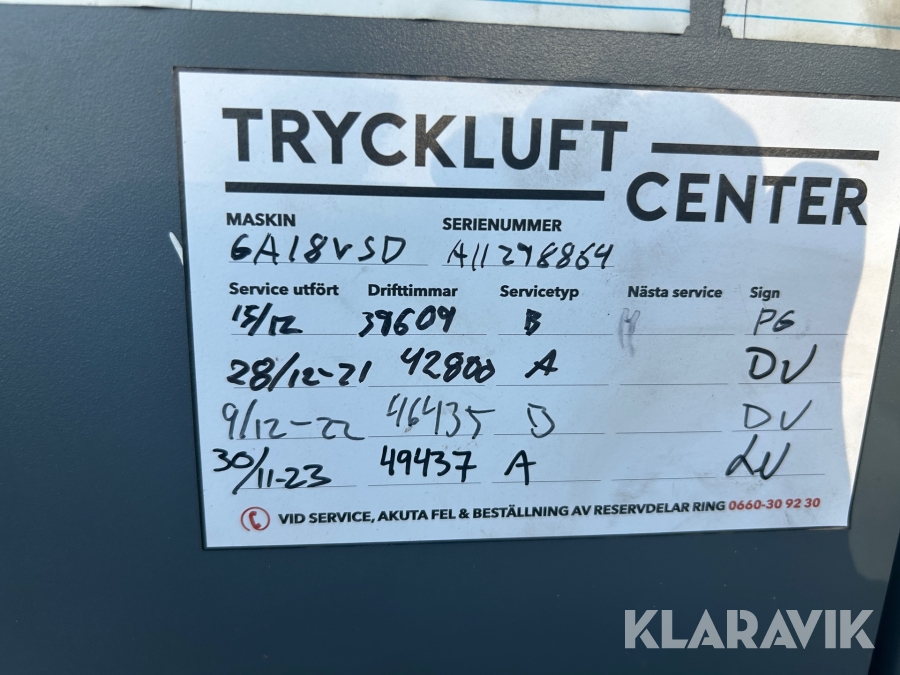 TRYCKLUFT
CENTER
MASKIN SERIENUMMER
GA18VSD A11298864
Service utfört Drifttimmar Servicetyp Nästa service Sign
15/12 39609 B PG
28/12-21 42800 A DV
9/12-22 46435 D DV
30/11-23 49437 A LV
VID SERVICE, AKUTA FEL & BESTÄLLNING AV RESERVDELAR RING 0660-30 92 30
KLARAVIK